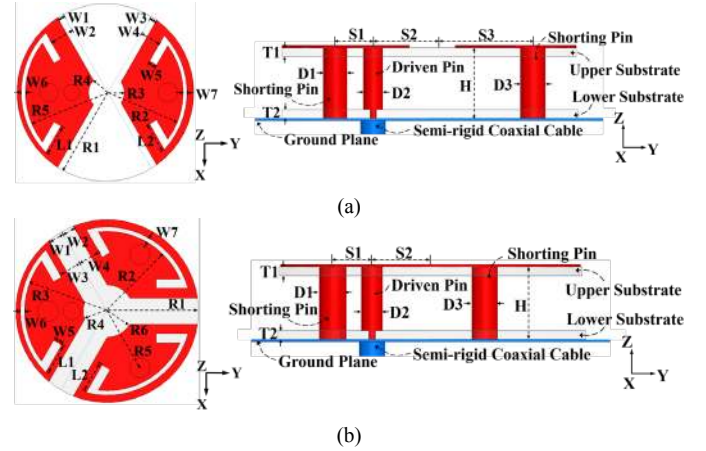 W1
W3
W2
W4
R4
W5
W6
R3
W7
R5
R2
L1
L2
R1
Z
Y
X
S1
S2
S3
Shorting Pin
T1
D1
Driven Pin
D3
H
Upper Substrate
Shorting Pin
D2
Lower Substrate
T2
Ground Plane
Semi-rigid Coaxial Cable
Z
Y
X
(a)
W7
W2
W1
W4
W3
R2
R3
R1
W6
R4
R6
W5
R5
L1
L2
Z
Y
X
S1
S2
Shorting Pin
T1
D1
Driven Pin
Upper Substrate
Shorting Pin
D2
D3
H
Lower Substrate
T2
Ground Plane
Semi-rigid Coaxial Cable
Z
Y
X
(b)